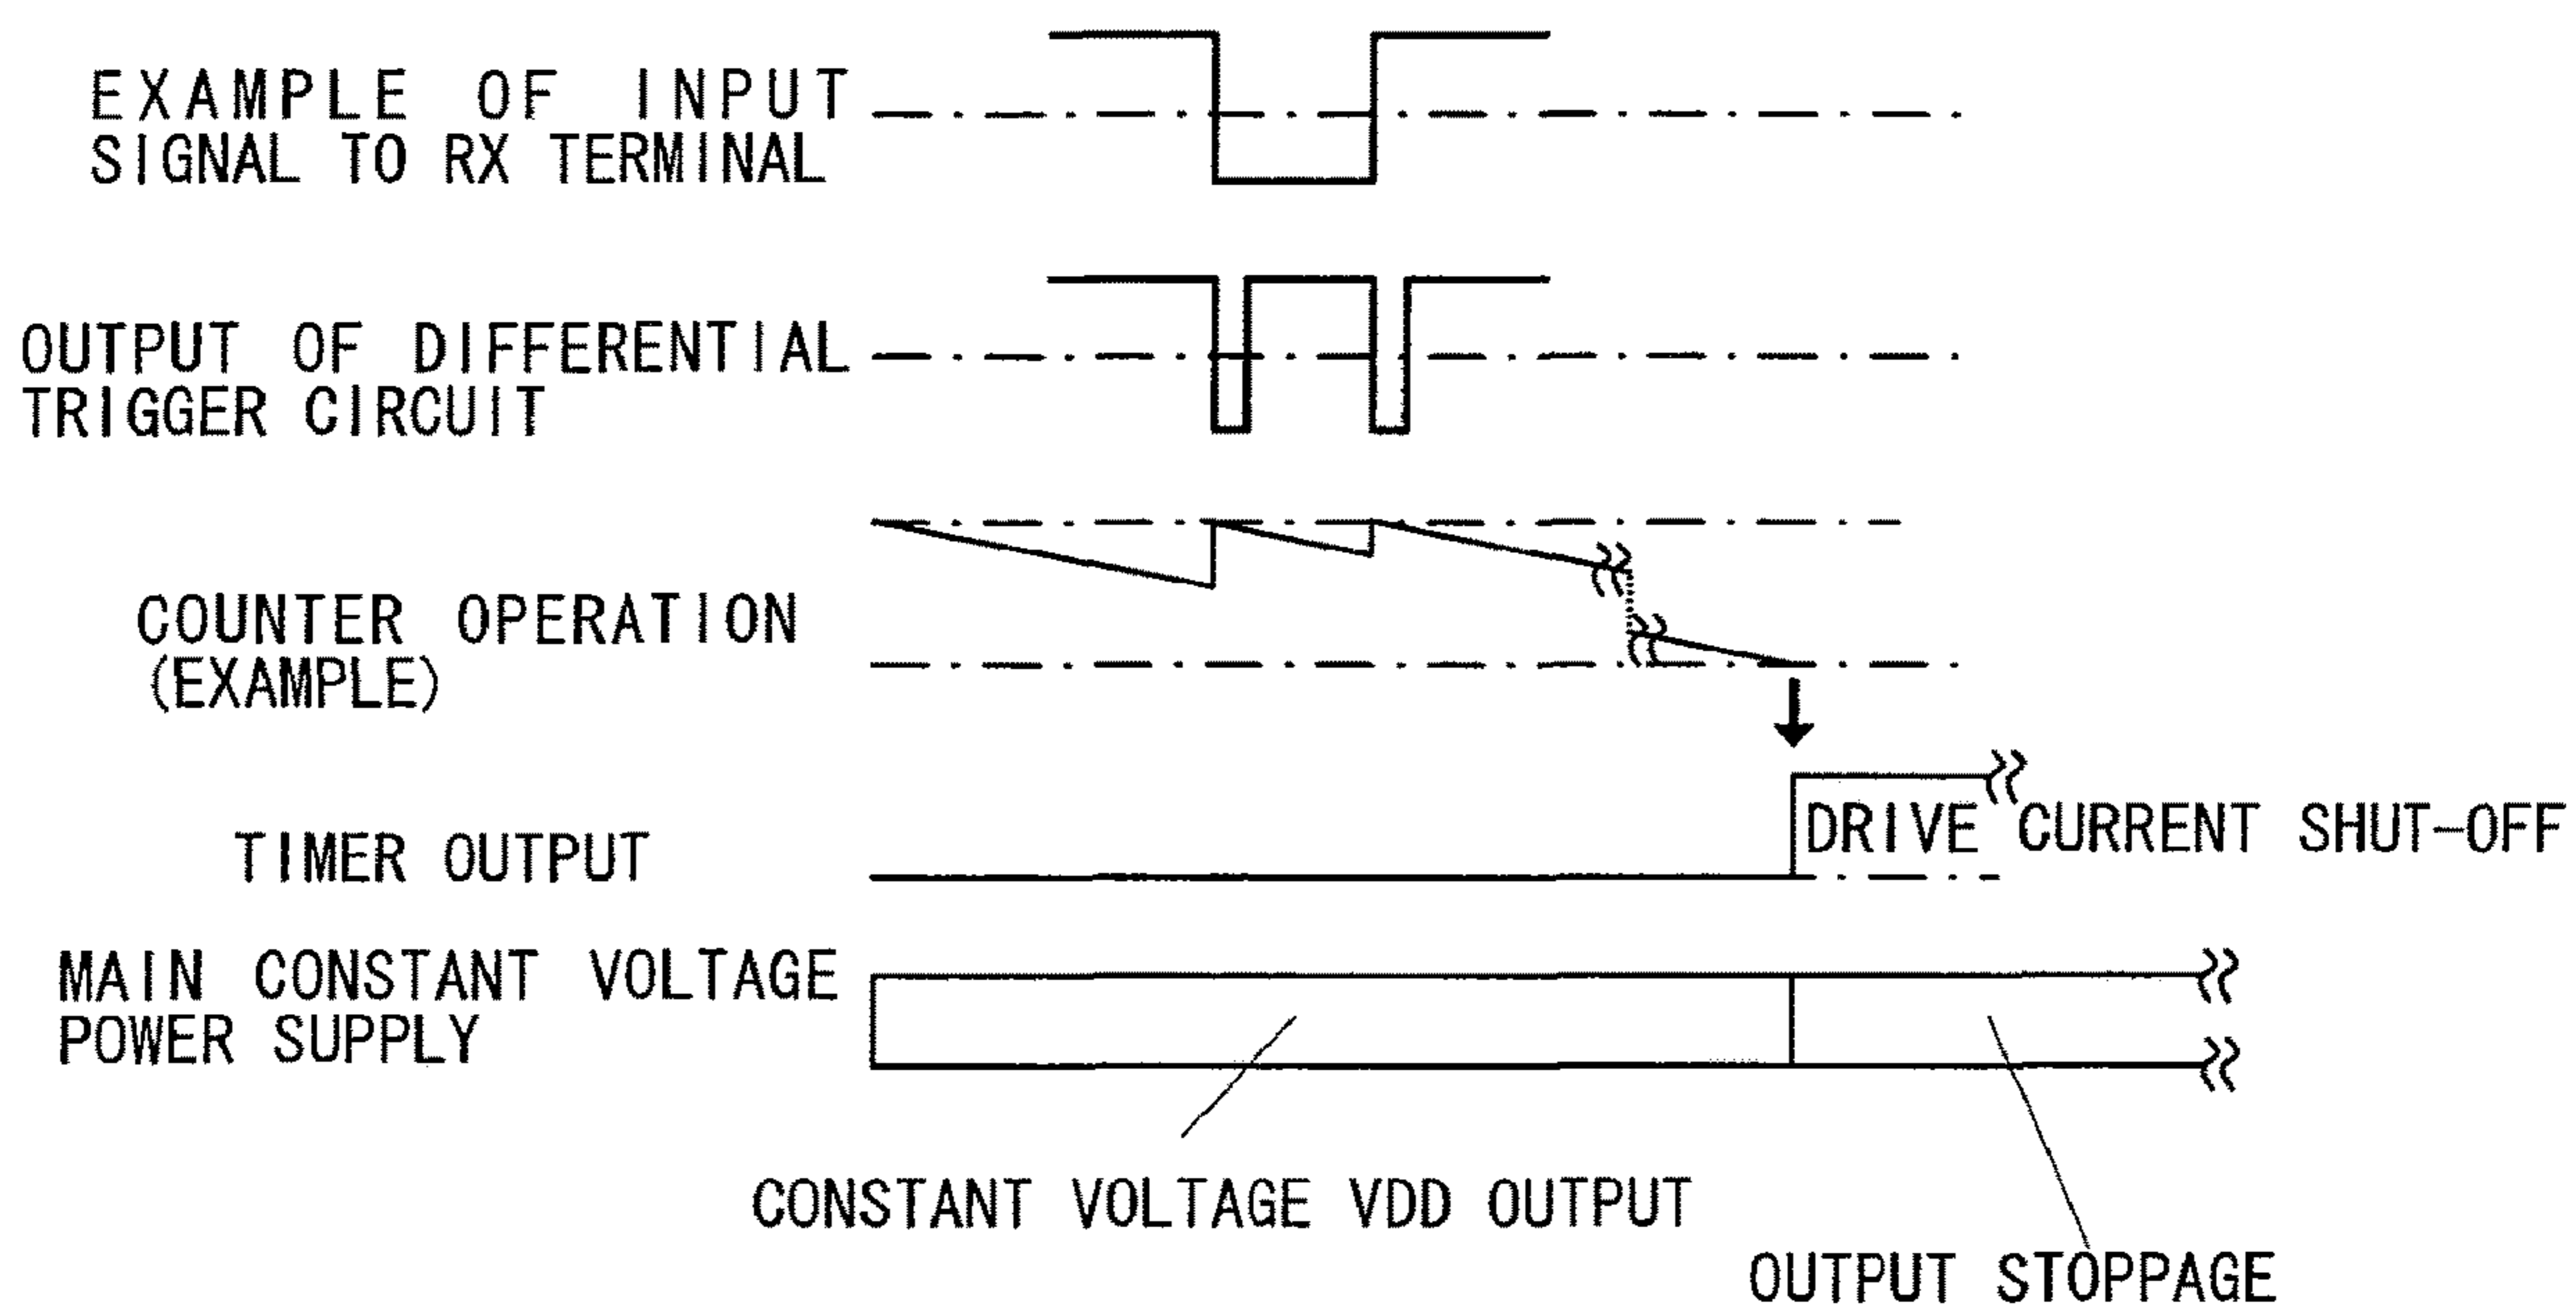 EXAMPLE OF INPUT
SIGNAL TO RX TERMINAL
OUTPUT OF DIFFERENTIAL
TRIGGER CIRCUIT
COUNTER OPERATION
(EXAMPLE)
TIMER OUTPUT
DRIVE CURRENT SHUT-OFF
MAIN CONSTANT VOLTAGE
POWER SUPPLY
CONSTANT VOLTAGE VDD OUTPUT
OUTPUT STOPPAGE